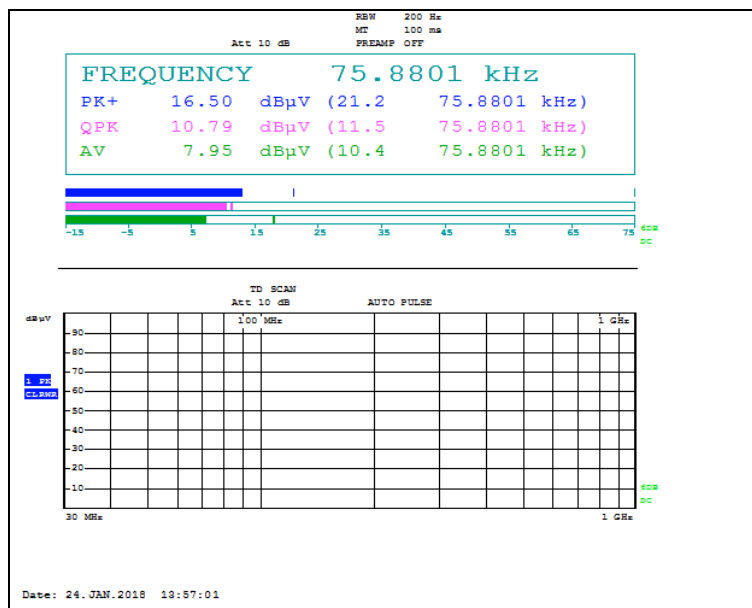 RBW 200 Hz
MT 100 ms
Att 10 dB PREAMP OFF
FREQUENCY 75.8801 kHz
PK+ 16.50 dBµV (21.2 75.8801 kHz)
QPK 10.79 dBµV (11.5 75.8801 kHz)
AV 7.95 dBµV (10.4 75.8801 kHz)
-15 -5 5 15 25 35 45 55 65 75
6DB
DC
TD SCAN
Att 10 dB AUTO PULSE
dBµV
100 MHz 1 GHz
90
80
70
1 PK
60
CLRWR
50
40
30
20
10
6DB
DC
30 MHz 1 GHz
Date: 24.JAN.2018 13:57:01